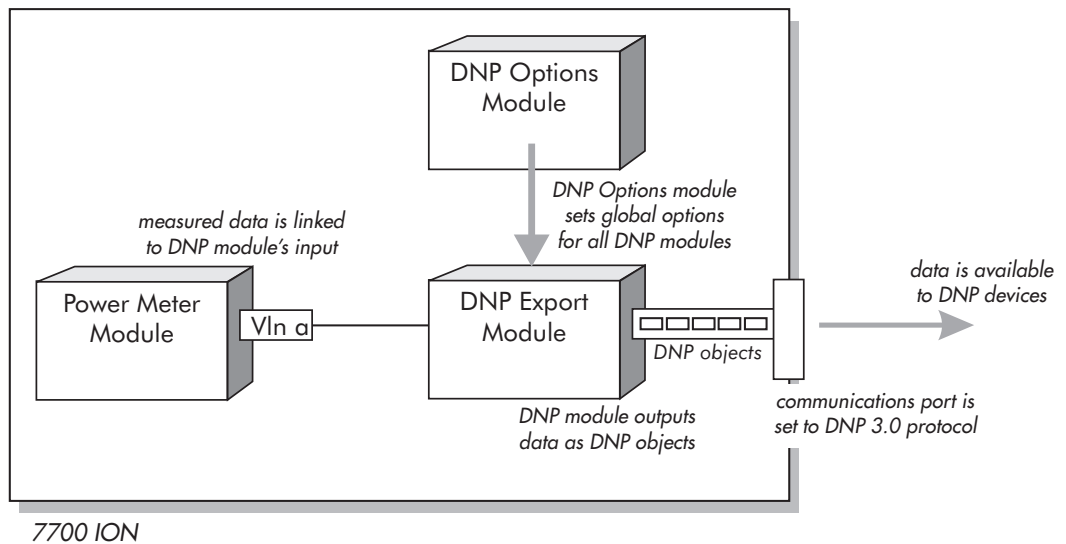 DNP Options
Module
DNP Options module
sets global options
for all DNP modules
measured data is linked
to DNP module's input
Power Meter
Module
Vln a
DNP Export
Module
DNP objects
DNP module outputs
data as DNP objects
data is available
to DNP devices
communications port is
set to DNP 3.0 protocol
7700 ION